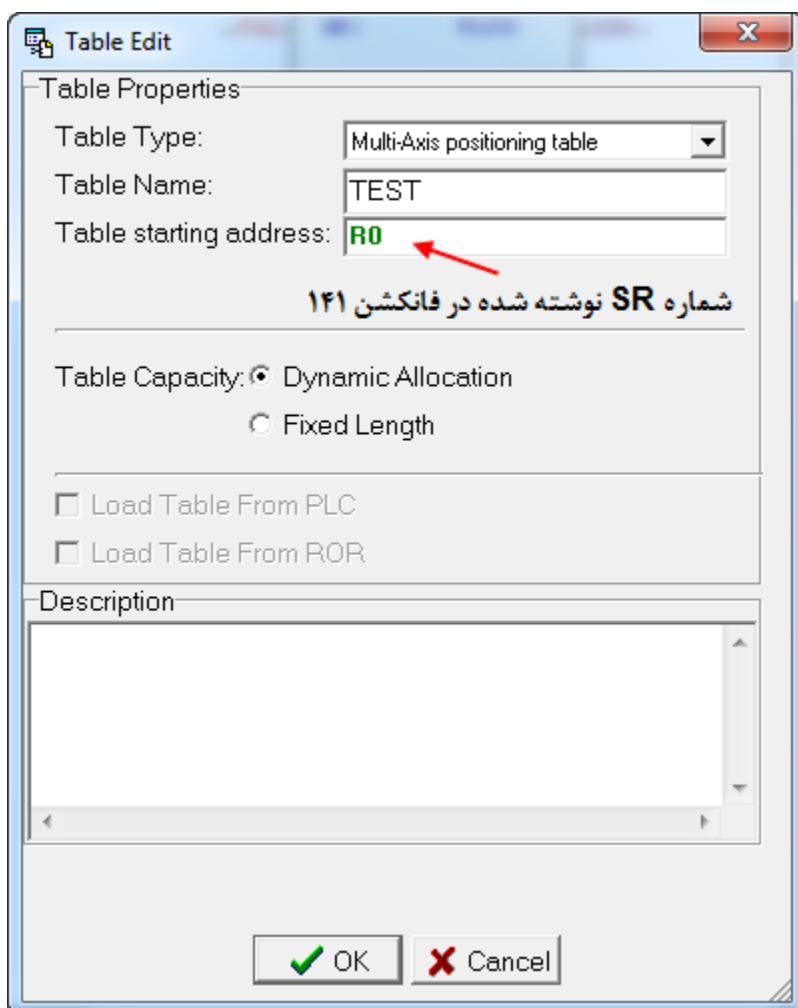 Table Edit
Table Properties
Table Type: Multi-Axis positioning table
Table Name: TEST
Table starting address: R0
شماره SR نوشته شده در فانکشن ۱۴۱
Table Capacity: Dynamic Allocation
Fixed Length
Load Table From PLC
Load Table From ROR
Description
OK Cancel